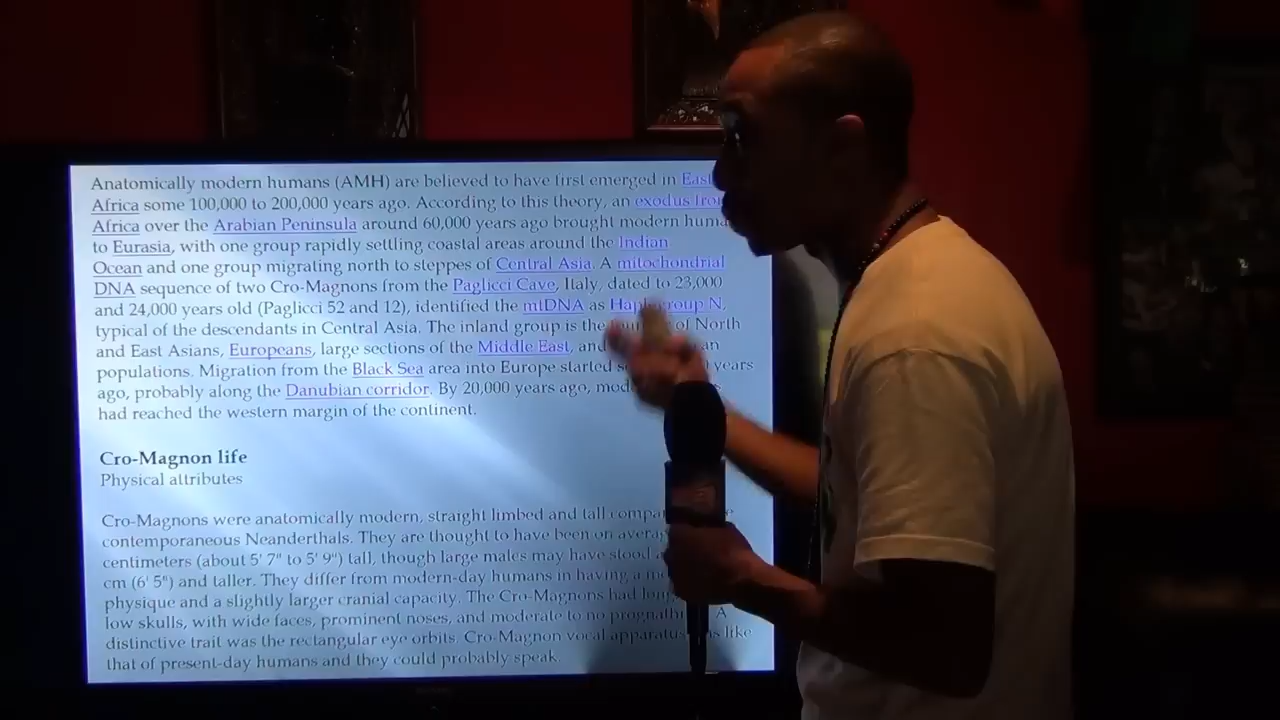 Anatomically modern humans (AMH) are believed to have first emerged in East
Africa some 100,000 to 200,000 years ago. According to this theory, an exodus from
Africa over the Arabian Peninsula around 60,000 years ago brought modern huma
to Eurasia, with one group rapidly settling coastal areas around the Indian
Ocean and one group migrating north to steppes of Central Asia. A mitochondrial
DNA sequence of two Cro-Magnons from the Paglicci Cave, Italy, dated to 23,000
and 24,000 years old (Paglicci 52 and 12), identified the mtDNA as Haplogroup N,
typical of the descendants in Central Asia. The inland group is the of North
and East Asians, Europeans, large sections of the Middle East, and an
populations. Migration from the Black Sea area into Europe started years
ago, probably along the Danubian corridor. By 20,000 years ago, mod
had reached the western margin of the continent.
Cro-Magnon life
Physical attributes
Cro-Magnons were anatomically modern, straight limbed and tall compa
contemporaneous Neanderthals. They are thought to have been on averag
centimeters (about 5' 7" to 5' 9") tall, though large males may have stood
cm (6' 5") and taller. They differ from modern-day humans in having a m
physique and a slightly larger cranial capacity. The Cro-Magnons had long
low skulls, with wide faces, prominent noses, and moderate to no prognath A
distinctive trait was the rectangular eye orbits. Cro-Magnon vocal apparatus like
that of present-day humans and they could probably speak.